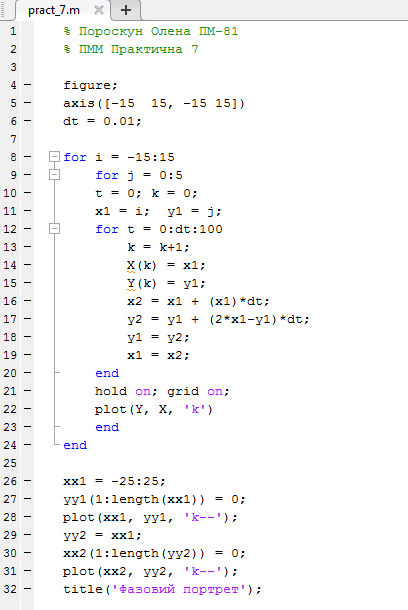 pract_7.m
1 % Пороскун Олена ПМ-81
2 % ПММ Практична 7
3
4 figure;
5 axis([-15 15, -15 15])
6 dt = 0.01;
7
8 for i = -15:15
9 for j = 0:5
10 t = 0; k = 0;
11 x1 = i; y1 = j;
12 for t = 0:dt:100
13 k = k+1;
14 X(k) = x1;
15 Y(k) = y1;
16 x2 = x1 + (x1)*dt;
17 y2 = y1 + (2*x1-y1)*dt;
18 y1 = y2;
19 x1 = x2;
20 end
21 hold on; grid on;
22 plot(Y, X, 'k')
23 end
24 end
25
26 xx1 = -25:25;
27 yy1(1:length(xx1)) = 0;
28 plot(xx1, yy1, 'k--');
29 yy2 = xx1;
30 xx2(1:length(yy2)) = 0;
31 plot(xx2, yy2, 'k--');
32 title('Фазовий портрет');